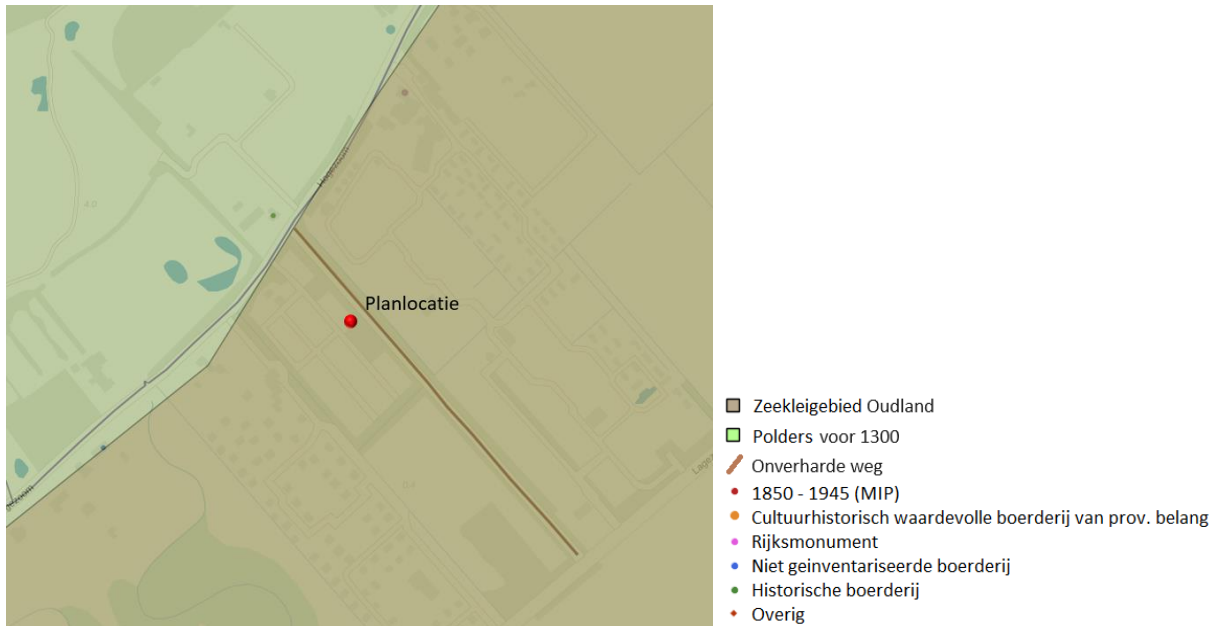 Hogezoom
Planlocatie
Zeekleigebied Oudland
Polders voor 1300
Onverharde weg
1850 - 1945 (MIP)
Cultuurhistorisch waardevolle boerderij van prov. belang
Rijksmonument
Niet geinventariseerde boerderij
Historische boerderij
Overig